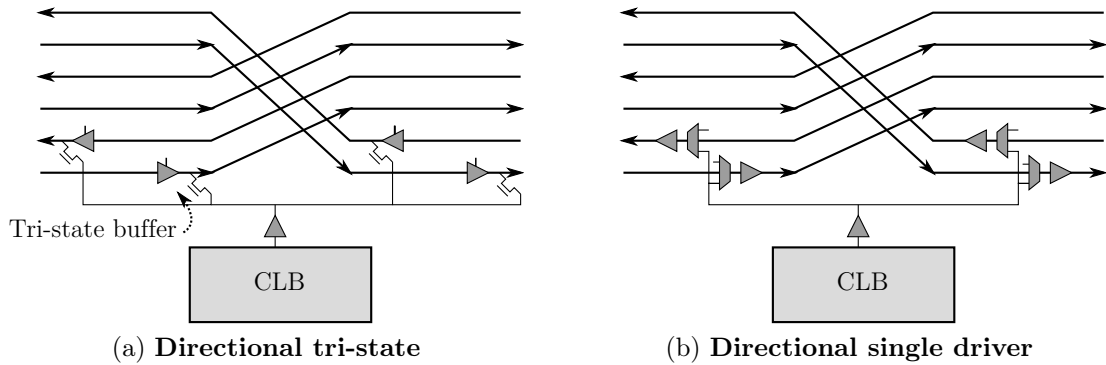 Tri-state buffer
CLB
CLB
(a) Directional tri-state
(b) Directional single driver